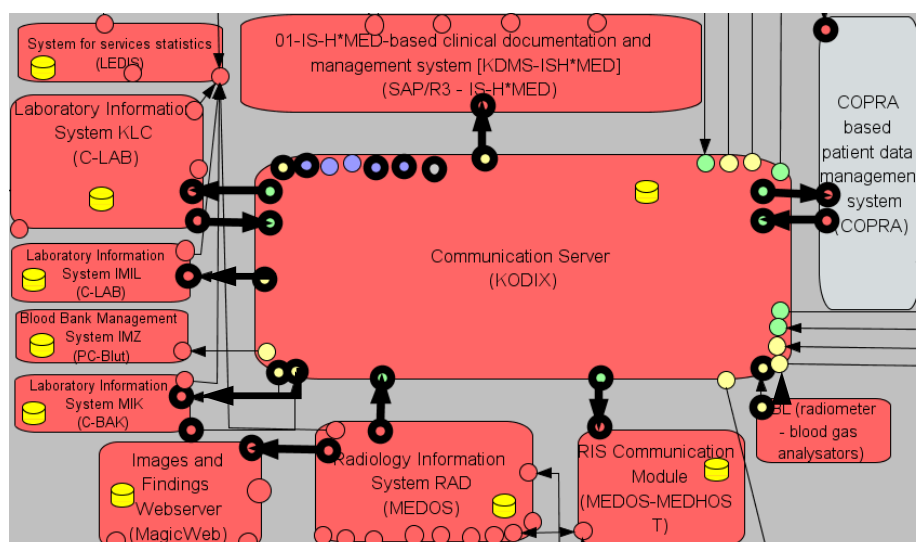 System for services statistics
(LEDIS)
01-IS-H*MED-based clinical documentation and
management system [KDMS-ISH*MED]
(SAP/R3 - IS-H*MED)
Laboratory Information
System KLC
(C-LAB)
COPRA
based
patient data
management
system
(COPRA)
Laboratory Information
System IMIL
(C-LAB)
Communication Server
(KODIX)
Blood Bank Management
System IMZ
(PC-Blut)
Laboratory Information
System MIK
(C-BAK)
BL (radiometer
- blood gas
analysators)
Images and
Findings
Webserver
(MagicWeb)
Radiology Information
System RAD
(MEDOS)
RIS Communication
Module
(MEDOS-MEDHOS
T)